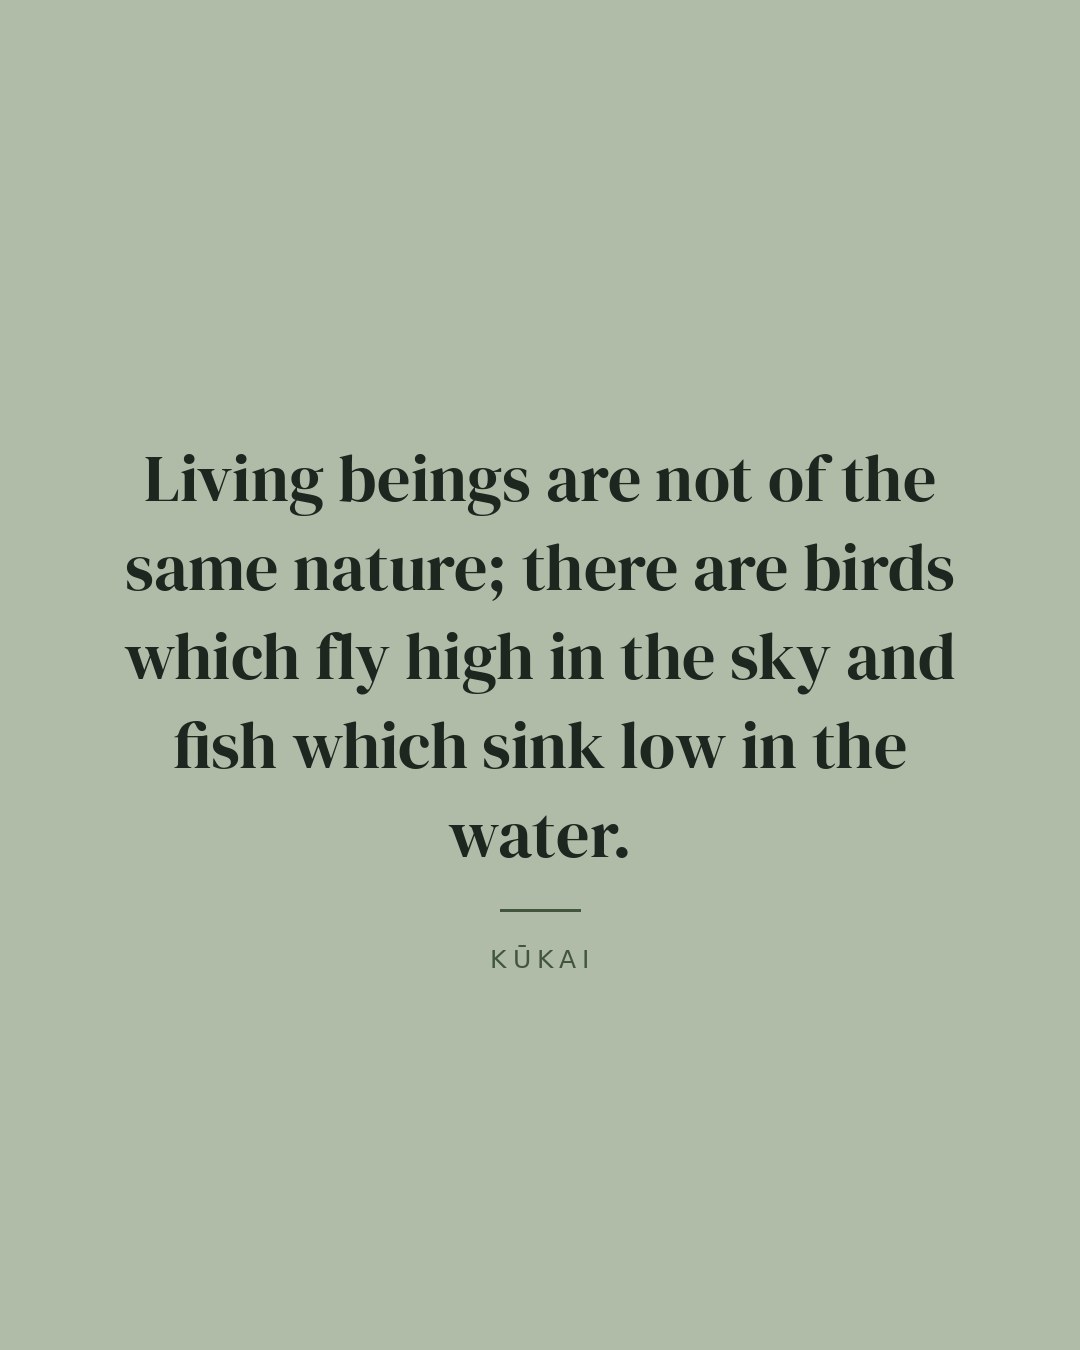 Living beings are not of the
same nature; there are birds
which fly high in the sky and
fish which sink low in the
water.
KŪKAI